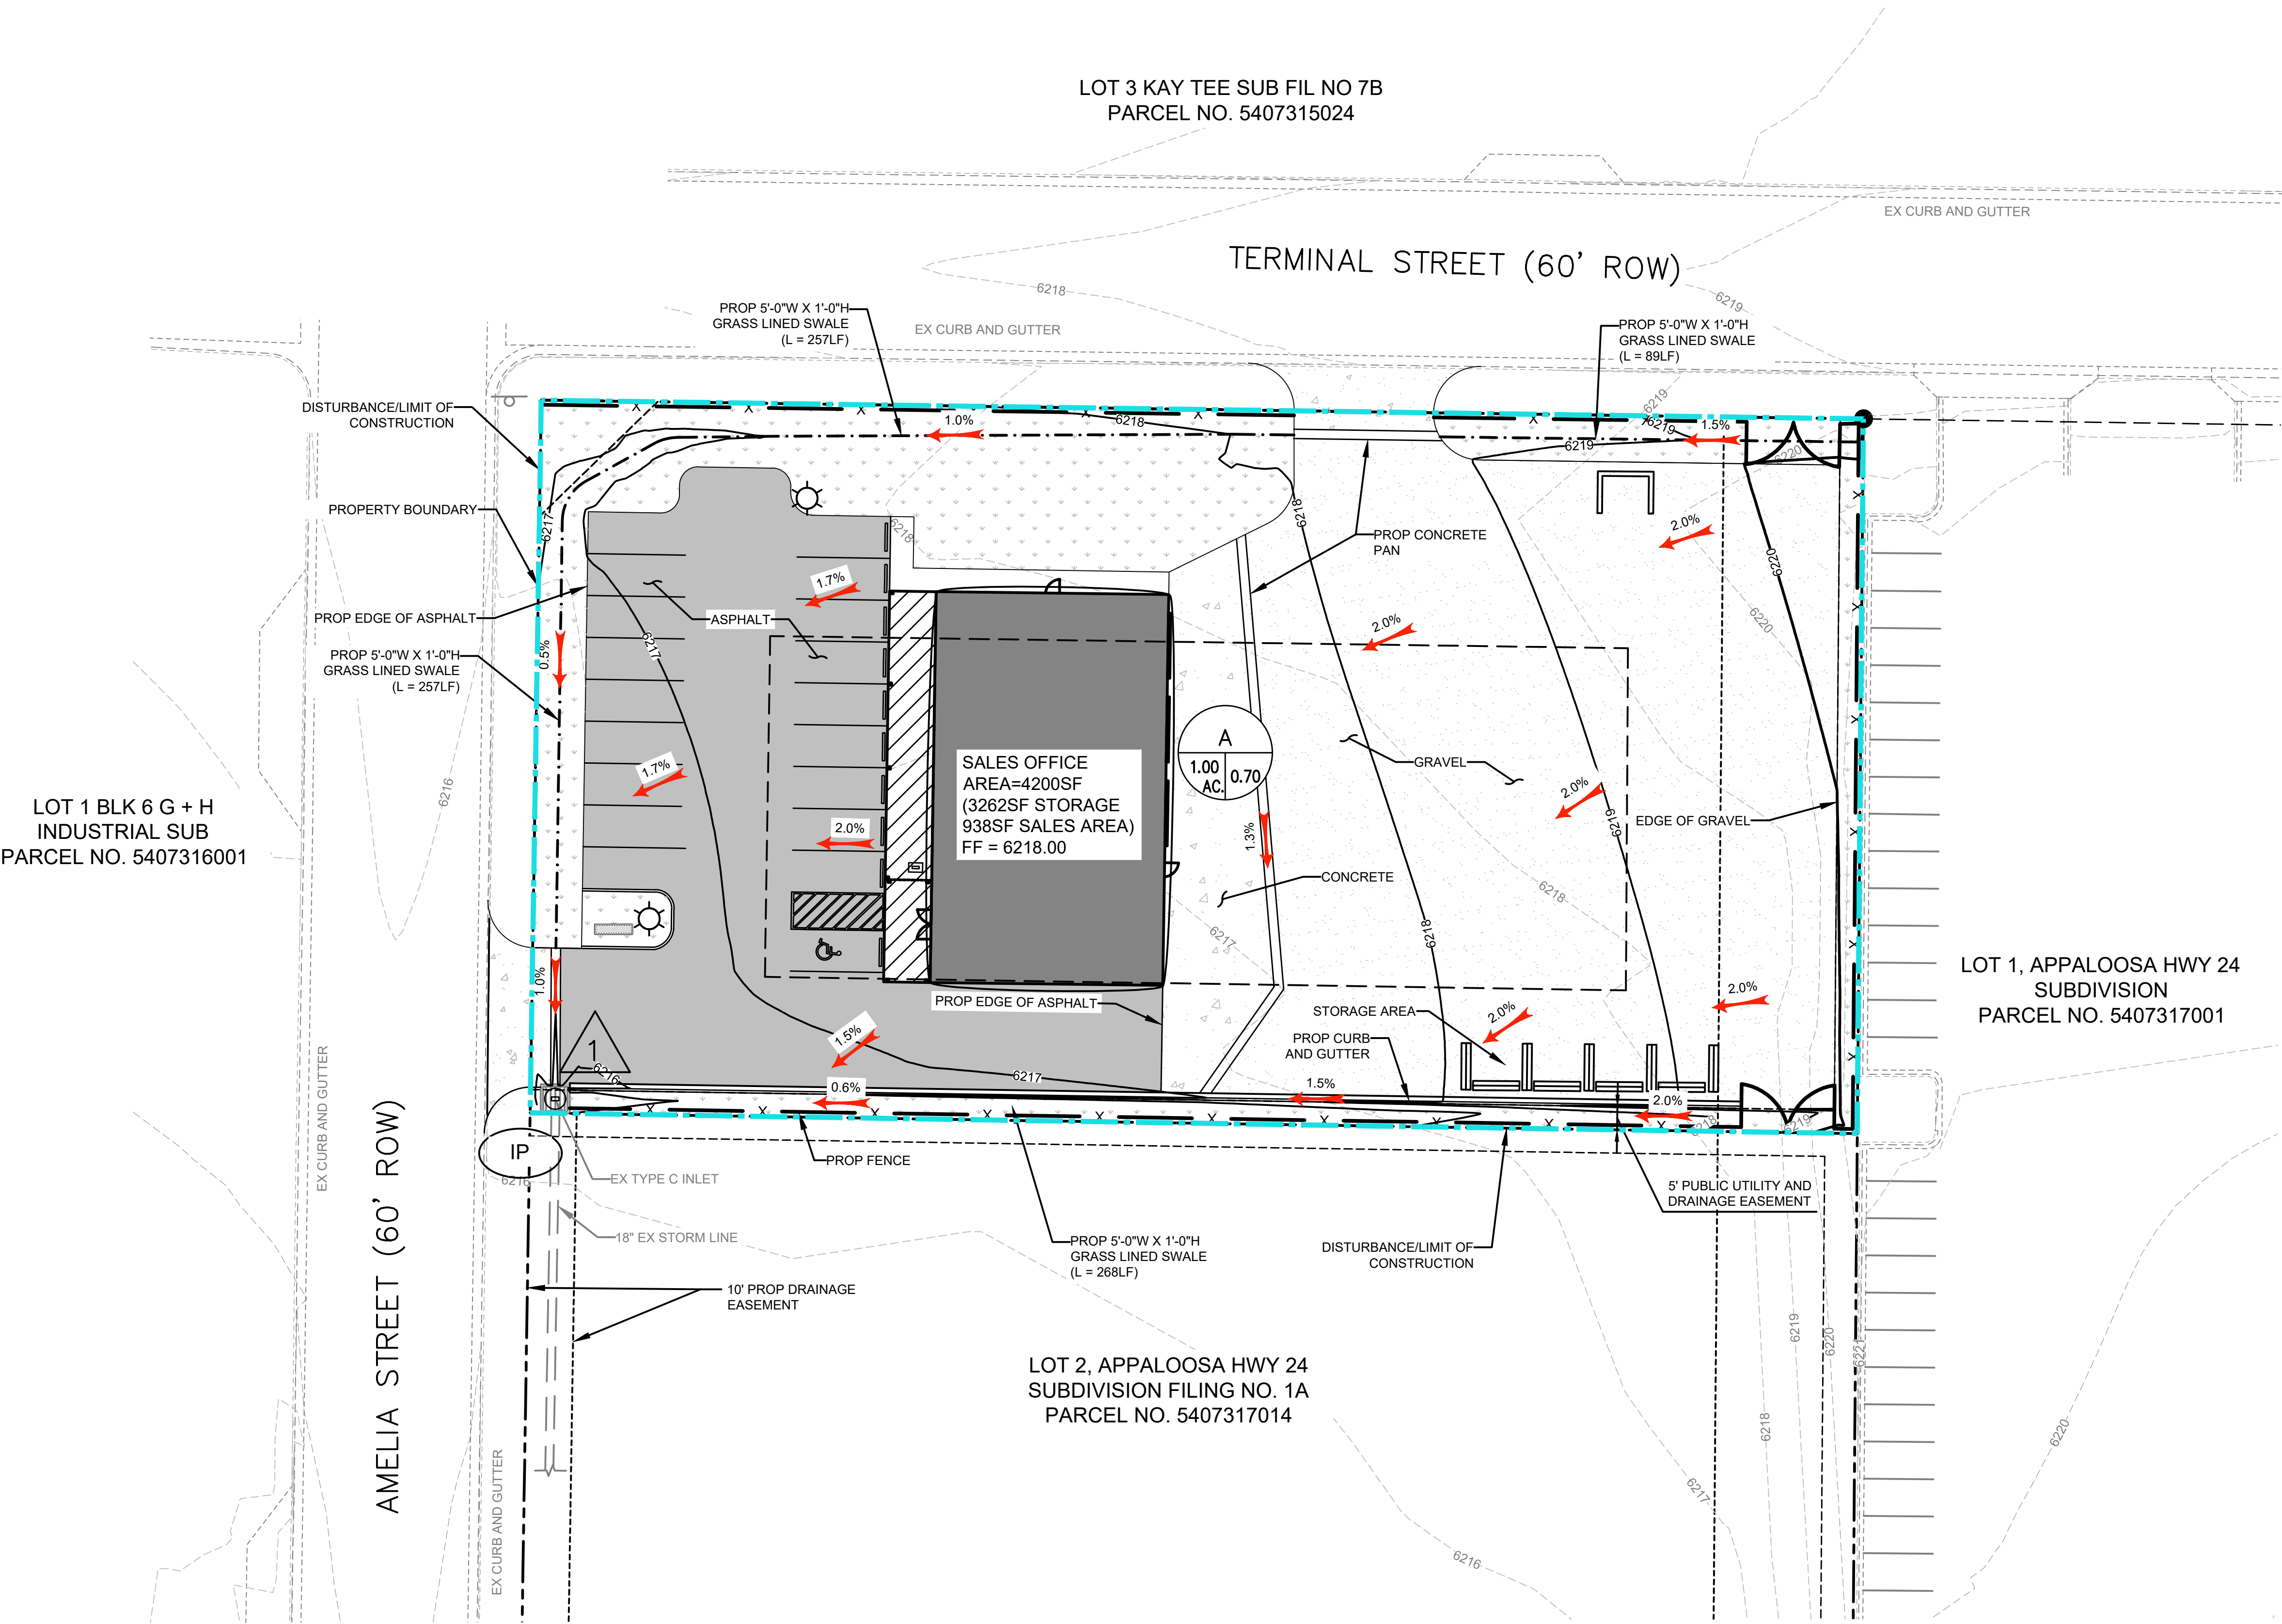 LOT 3 KAY TEE SUB FIL NO 7B
PARCEL NO. 5407315024
EX CURB AND GUTTER
TERMINAL STREET (60' ROW)
6218
6219
PROP 5'-0"W X 1'-0"H
GRASS LINED SWALE
(L = 257LF)
EX CURB AND GUTTER
PROP 5'-0"W X 1'-0"H
GRASS LINED SWALE
(L = 89LF)
DISTURBANCE/LIMIT OF
CONSTRUCTION
X
X
X
X
X
X
X
1.0%
6218
6219
6219
6219
1.5%
6220
PROPERTY BOUNDARY
6217
6218
6218
PROP CONCRETE
PAN
2.0%
X
PROP EDGE OF ASPHALT
1.7%
ASPHALT
6217
2.0%
6220
6220
X
PROP 5'-0"W X 1'-0"H
GRASS LINED SWALE
(L = 257LF)
0.5%
1.7%
SALES OFFICE
AREA=4200SF
(3262SF STORAGE
938SF SALES AREA)
FF = 6218.00
A
1.00
AC.
0.70
GRAVEL
2.0%
X
LOT 1 BLK 6 G + H
INDUSTRIAL SUB
PARCEL NO. 5407316001
6216
2.0%
1.3%
6219
EDGE OF GRAVEL
X
CONCRETE
6218
X
6217
6218
X
1.0%
PROP EDGE OF ASPHALT
STORAGE AREA
2.0%
2.0%
LOT 1, APPALOOSA HWY 24
SUBDIVISION
PARCEL NO. 5407317001
1
1.5%
PROP CURB
AND GUTTER
X
6216
6217
0.6%
1.5%
2.0%
X
X
X
X
X
X
X
X
X
X
6218
6219
IP
EX CURB AND GUTTER
PROP FENCE
EX TYPE C INLET
6216
5' PUBLIC UTILITY AND
DRAINAGE EASEMENT
18" EX STORM LINE
PROP 5'-0"W X 1'-0"H
GRASS LINED SWALE
(L = 268LF)
DISTURBANCE/LIMIT OF
CONSTRUCTION
AMELIA STREET (60' ROW)
10' PROP DRAINAGE
EASEMENT
6219
6220
6221
LOT 2, APPALOOSA HWY 24
SUBDIVISION FILING NO. 1A
PARCEL NO. 5407317014
6218
6220
EX CURB AND GUTTER
6217
6216